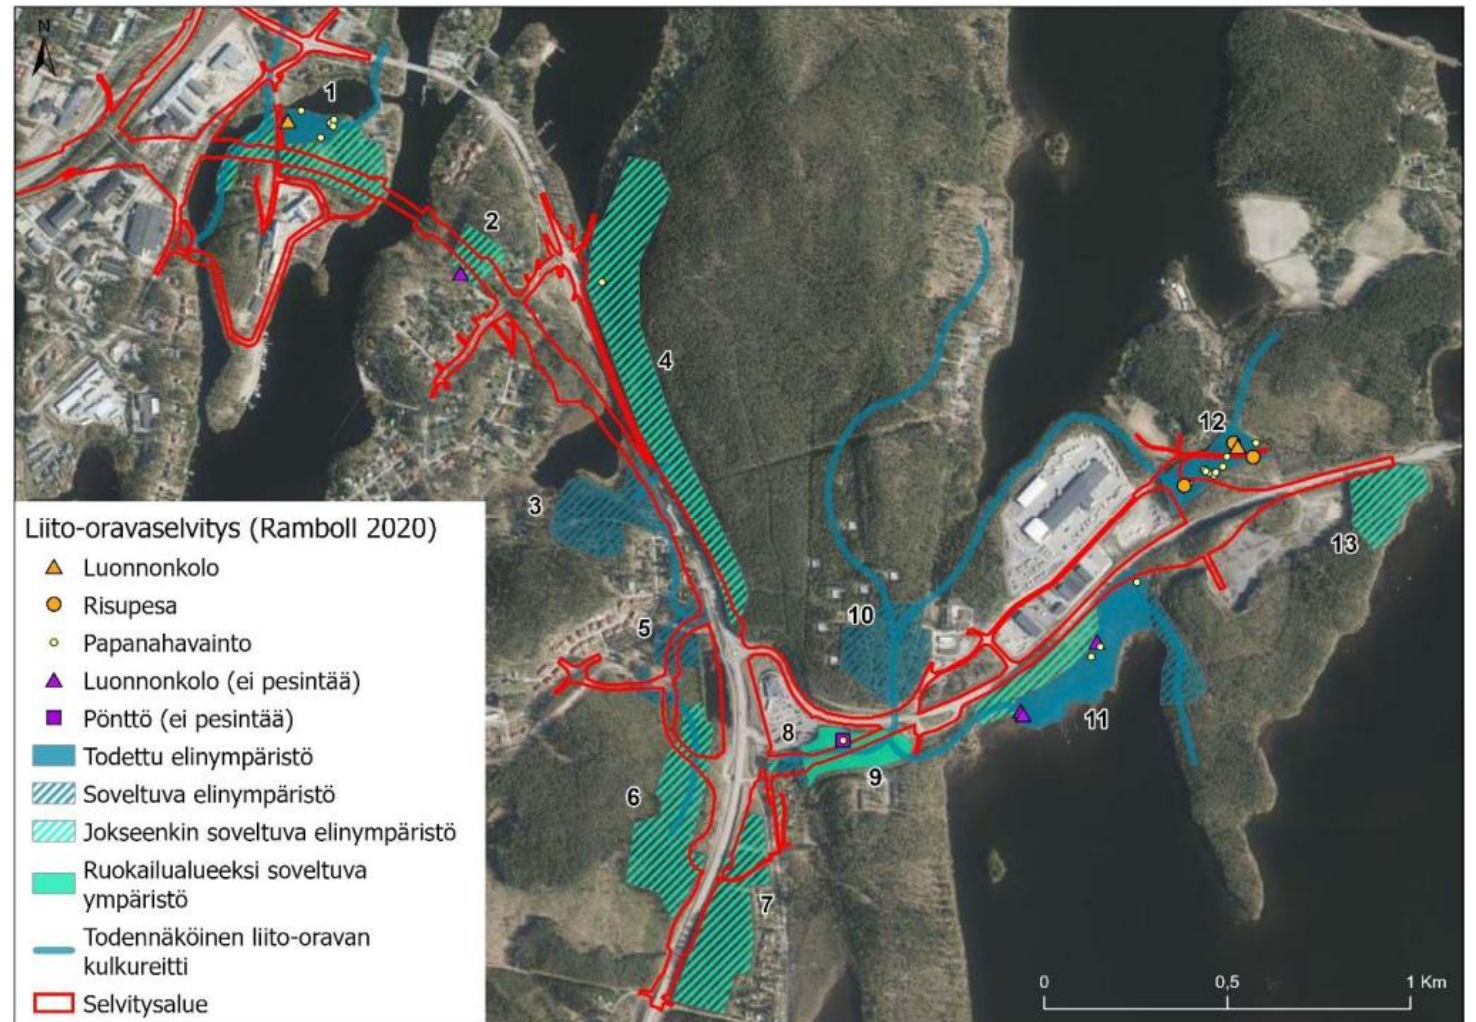 N
1
2
4
12
3
13
10
5
11
8
9
6
7
Liito-oravaselvitys (Ramboll 2020)
Luonnonkolo
Risupesa
Papanahavainto
Luonnonkolo (ei pesintää)
Pönttö (ei pesintää)
Todettu elinympäristö
Soveltuva elinympäristö
Jokseenkin soveltuva elinympäristö
Ruokailualueeksi soveltuva
ympäristö
Todennäköinen liito-oravan
kulkureitti
Selvitysalue
0 0,5 1 Km